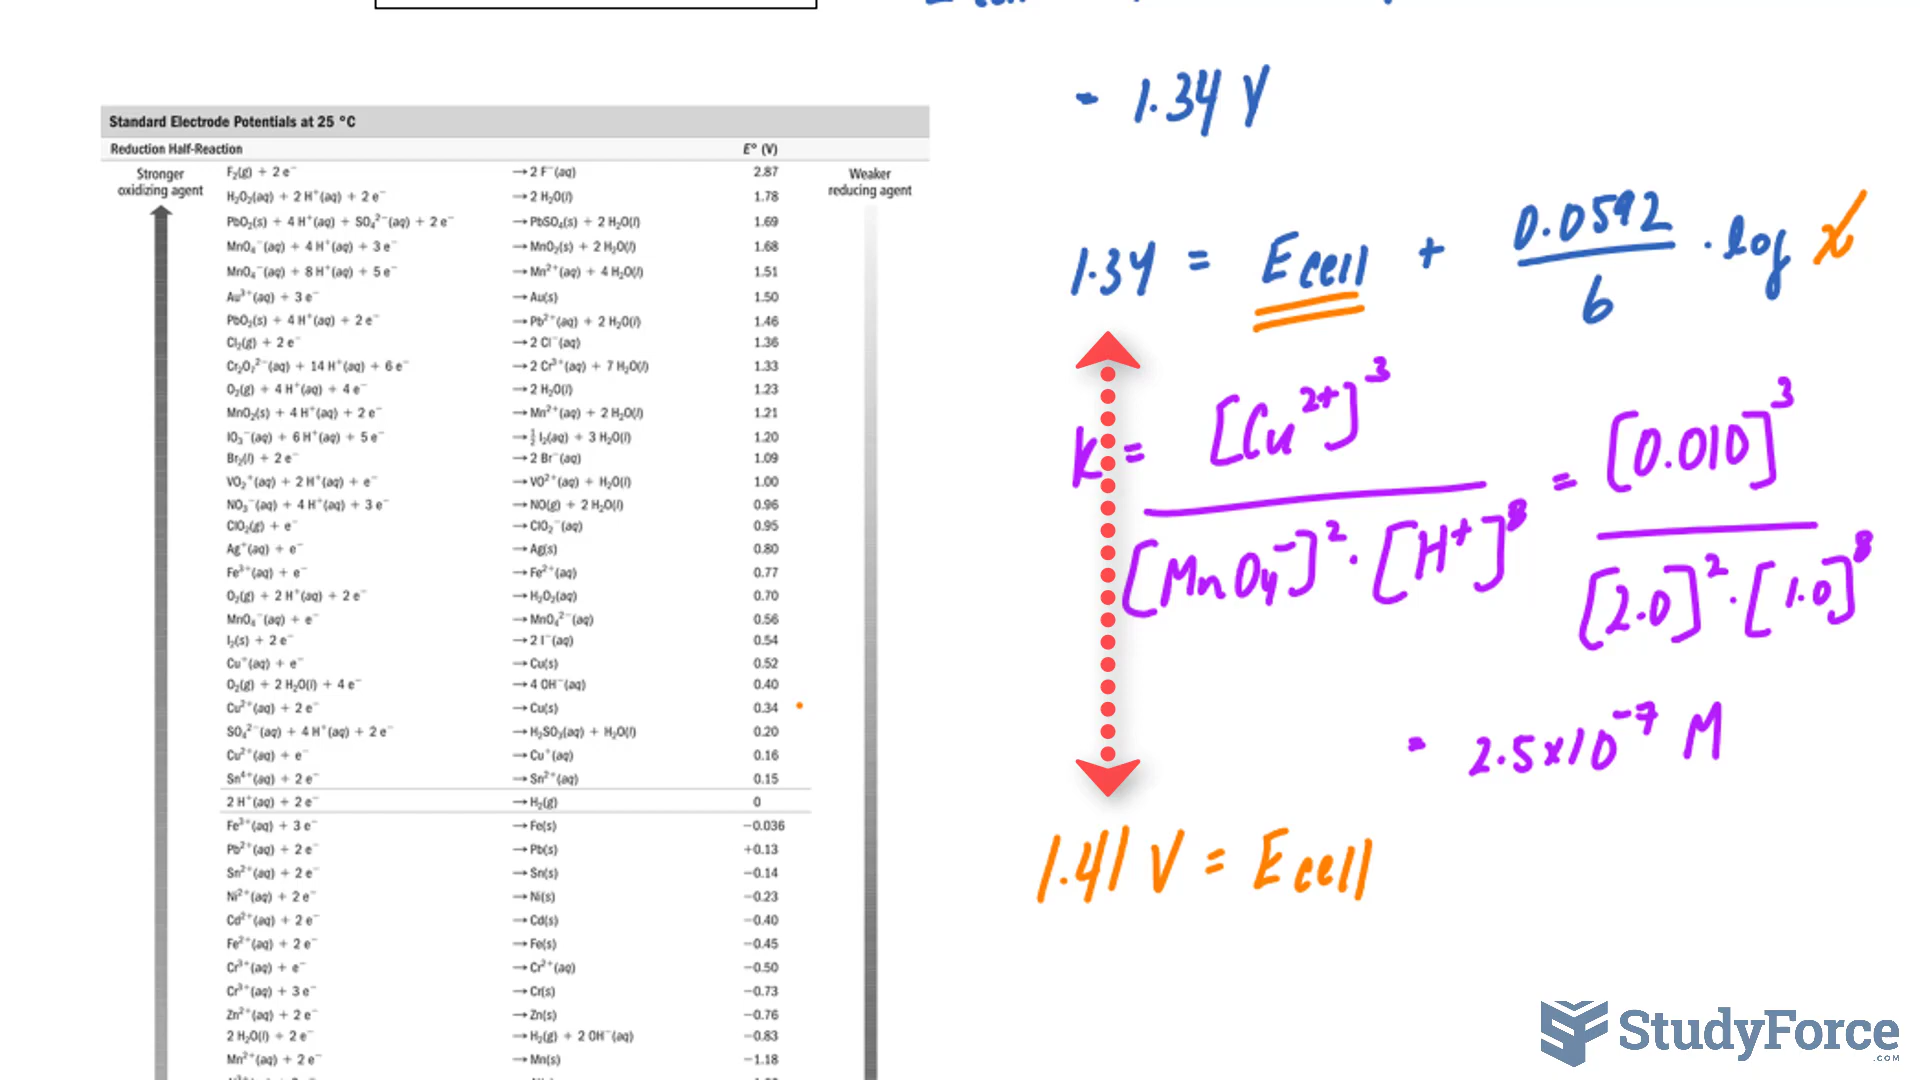 = 1.34 V
Standard Electrode Potentials at 25 °C
Reduction Half-Reaction E° (V)
Stronger oxidizing agent
Weaker reducing agent
F₂(g) + 2 e⁻ → 2 F⁻(aq) 2.87
H₂O₂(aq) + 2 H⁺(aq) + 2 e⁻ → 2 H₂O(l) 1.78
PbO₂(s) + 4 H⁺(aq) + SO₄²⁻(aq) + 2 e⁻ → PbSO₄(s) + 2 H₂O(l) 1.69
MnO₄⁻(aq) + 4 H⁺(aq) + 3 e⁻ → MnO₂(s) + 2 H₂O(l) 1.68
MnO₄⁻(aq) + 8 H⁺(aq) + 5 e⁻ → Mn²⁺(aq) + 4 H₂O(l) 1.51
Au³⁺(aq) + 3 e⁻ → Au(s) 1.50
PbO₂(s) + 4 H⁺(aq) + 2 e⁻ → Pb²⁺(aq) + 2 H₂O(l) 1.46
Cl₂(g) + 2 e⁻ → 2 Cl⁻(aq) 1.36
Cr₂O₇²⁻(aq) + 14 H⁺(aq) + 6 e⁻ → 2 Cr³⁺(aq) + 7 H₂O(l) 1.33
O₂(g) + 4 H⁺(aq) + 4 e⁻ → 2 H₂O(l) 1.23
MnO₂(s) + 4 H⁺(aq) + 2 e⁻ → Mn²⁺(aq) + 2 H₂O(l) 1.21
IO₃⁻(aq) + 6 H⁺(aq) + 5 e⁻ → ½ I₂(aq) + 3 H₂O(l) 1.20
Br₂(l) + 2 e⁻ → 2 Br⁻(aq) 1.09
VO₂⁺(aq) + 2 H⁺(aq) + e⁻ → VO²⁺(aq) + H₂O(l) 1.00
NO₃⁻(aq) + 4 H⁺(aq) + 3 e⁻ → NO(g) + 2 H₂O(l) 0.96
ClO₂(g) + e⁻ → ClO₂⁻(aq) 0.95
Ag⁺(aq) + e⁻ → Ag(s) 0.80
Fe³⁺(aq) + e⁻ → Fe²⁺(aq) 0.77
O₂(g) + 2 H⁺(aq) + 2 e⁻ → H₂O₂(aq) 0.70
MnO₄⁻(aq) + e⁻ → MnO₄²⁻(aq) 0.56
I₂(s) + 2 e⁻ → 2 I⁻(aq) 0.54
Cu⁺(aq) + e⁻ → Cu(s) 0.52
O₂(g) + 2 H₂O(l) + 4 e⁻ → 4 OH⁻(aq) 0.40
Cu²⁺(aq) + 2 e⁻ → Cu(s) 0.34
SO₄²⁻(aq) + 4 H⁺(aq) + 2 e⁻ → H₂SO₃(aq) + H₂O(l) 0.20
Cu²⁺(aq) + e⁻ → Cu⁺(aq) 0.16
Sn⁴⁺(aq) + 2 e⁻ → Sn²⁺(aq) 0.15
2 H⁺(aq) + 2 e⁻ → H₂(g) 0
Fe³⁺(aq) + 3 e⁻ → Fe(s) −0.036
Pb²⁺(aq) + 2 e⁻ → Pb(s) +0.13
Sn²⁺(aq) + 2 e⁻ → Sn(s) −0.14
Ni²⁺(aq) + 2 e⁻ → Ni(s) −0.23
Cd²⁺(aq) + 2 e⁻ → Cd(s) −0.40
Fe²⁺(aq) + 2 e⁻ → Fe(s) −0.45
Cr³⁺(aq) + e⁻ → Cr²⁺(aq) −0.50
Cr³⁺(aq) + 3 e⁻ → Cr(s) −0.73
Zn²⁺(aq) + 2 e⁻ → Zn(s) −0.76
2 H₂O(l) + 2 e⁻ → H₂(g) + 2 OH⁻(aq) −0.83
Mn²⁺(aq) + 2 e⁻ → Mn(s) −1.18
1.34 = Ecell + 0.0592/6 · log x
K = [Cu²⁺]³ / [MnO₄⁻]² · [H⁺]⁸ = [0.010]³ / [2.0]² · [1.0]⁸
= 2.5x10⁻⁷ M
1.41 V = Ecell
StudyForce
.COM